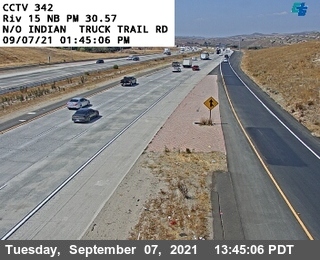 CCTV 342
Riv 15 NB PM 30.57
N/O INDIAN TRUCK TRAIL RD
09/07/21 01:45:06 PM
Tuesday, September 07, 2021 13:45:06 PDT